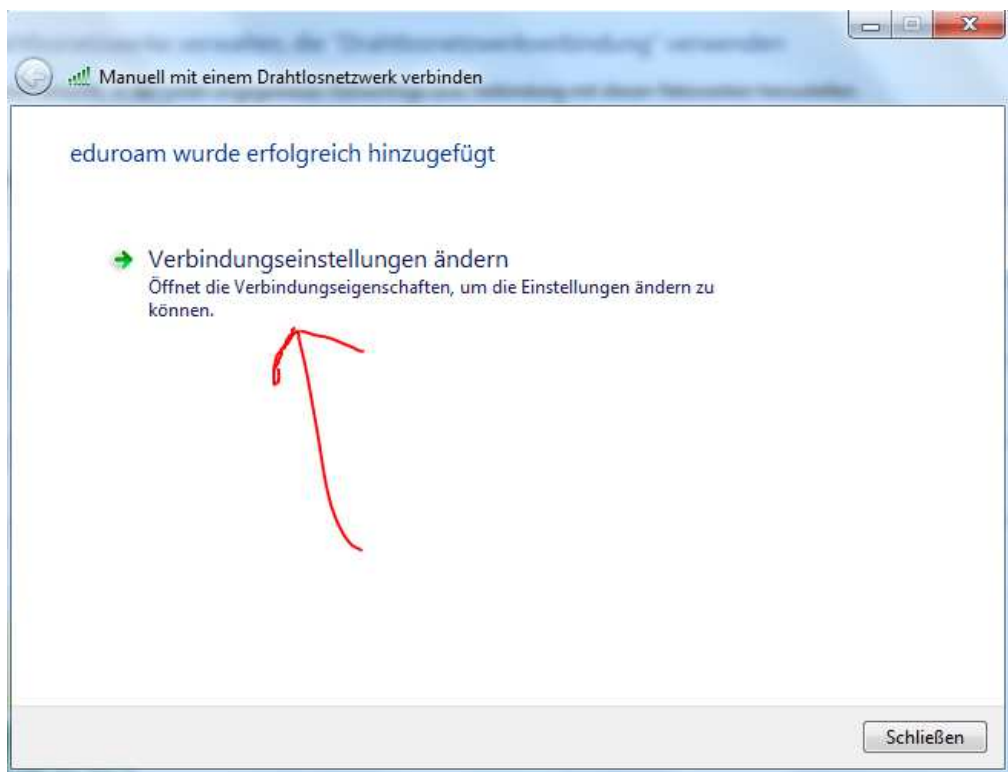 Manuell mit einem Drahtlosnetzwerk verbinden
eduroam wurde erfolgreich hinzugefügt
Verbindungseinstellungen ändern
Öffnet die Verbindungseigenschaften, um die Einstellungen ändern zu
können.
Schließen